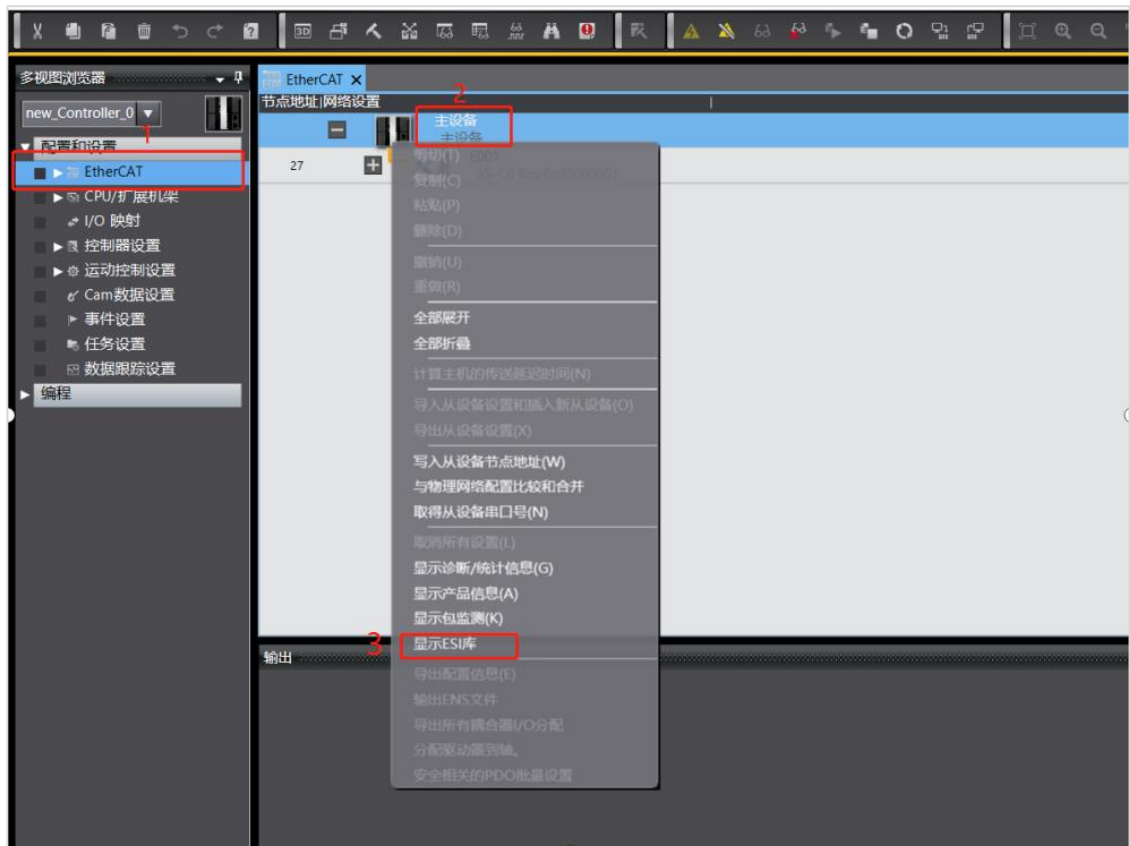 3D
多视图浏览器
EtherCAT
new_Controller_0
1
配置和设置
EtherCAT
CPU/扩展机架
I/O 映射
控制器设置
运动控制设置
Cam数据设置
事件设置
任务设置
数据跟踪设置
编程
节点地址|网络设置
2
主设备
主设备
27
E001
剪切(T)
复制(C)
粘贴(P)
删除(D)
撤销(U)
重做(R)
全部展开
全部折叠
计算主机的传送延迟时间(N)
导入从设备设置和插入新从设备(O)
导出从设备设置(X)
写入从设备节点地址(W)
与物理网络配置比较和合并
取得从设备串口号(N)
取消所有设置(L)
显示诊断/统计信息(G)
显示产品信息(A)
显示包监测(K)
3
显示ESI库
导出配置信息(E)
输出ENS文件
导出所有耦合器I/O分配
分配驱动器到轴。
安全相关的PDO批量设置
输出